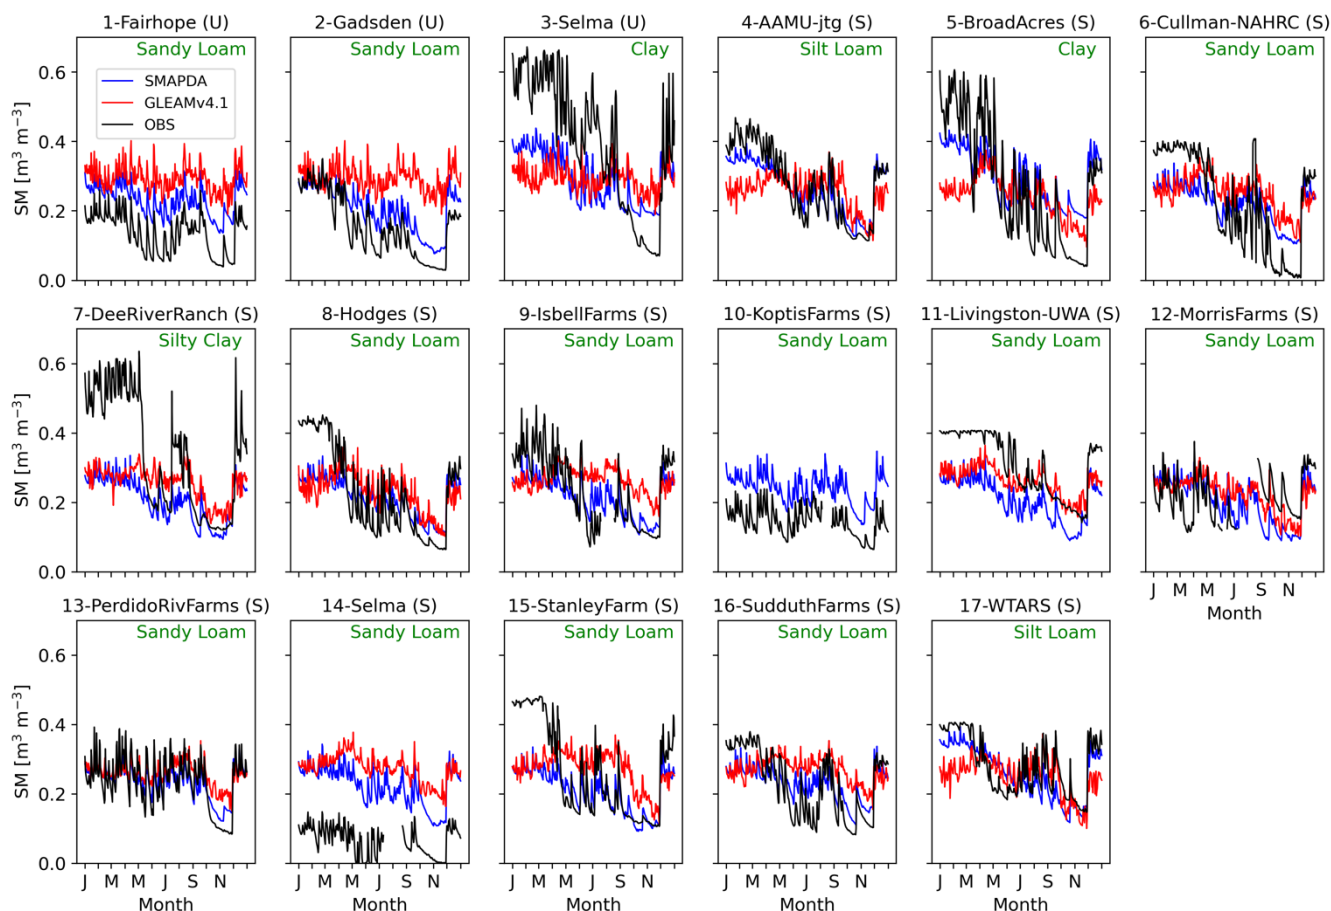 1-Fairhope (U)
2-Gadsden (U)
3-Selma (U)
4-AAMU-jtg (S)
5-BroadAcres (S)
6-Cullman-NAHRC (S)
Sandy Loam
Sandy Loam
Clay
Silt Loam
Clay
Sandy Loam
SMAPDA
GLEAMv4.1
OBS
SM [m³ m⁻³]
0.6
0.4
0.2
0.0
7-DeeRiverRanch (S)
8-Hodges (S)
9-IsbellFarms (S)
10-KoptisFarms (S)
11-Livingston-UWA (S)
12-MorrisFarms (S)
Silty Clay
Sandy Loam
Sandy Loam
Sandy Loam
Sandy Loam
Sandy Loam
SM [m³ m⁻³]
0.6
0.4
0.2
0.0
J M M J S N
Month
13-PerdidoRivFarms (S)
14-Selma (S)
15-StanleyFarm (S)
16-SudduthFarms (S)
17-WTARS (S)
Sandy Loam
Sandy Loam
Sandy Loam
Sandy Loam
Silt Loam
SM [m³ m⁻³]
0.6
0.4
0.2
0.0
J M M J S N
J M M J S N
J M M J S N
J M M J S N
J M M J S N
Month
Month
Month
Month
Month